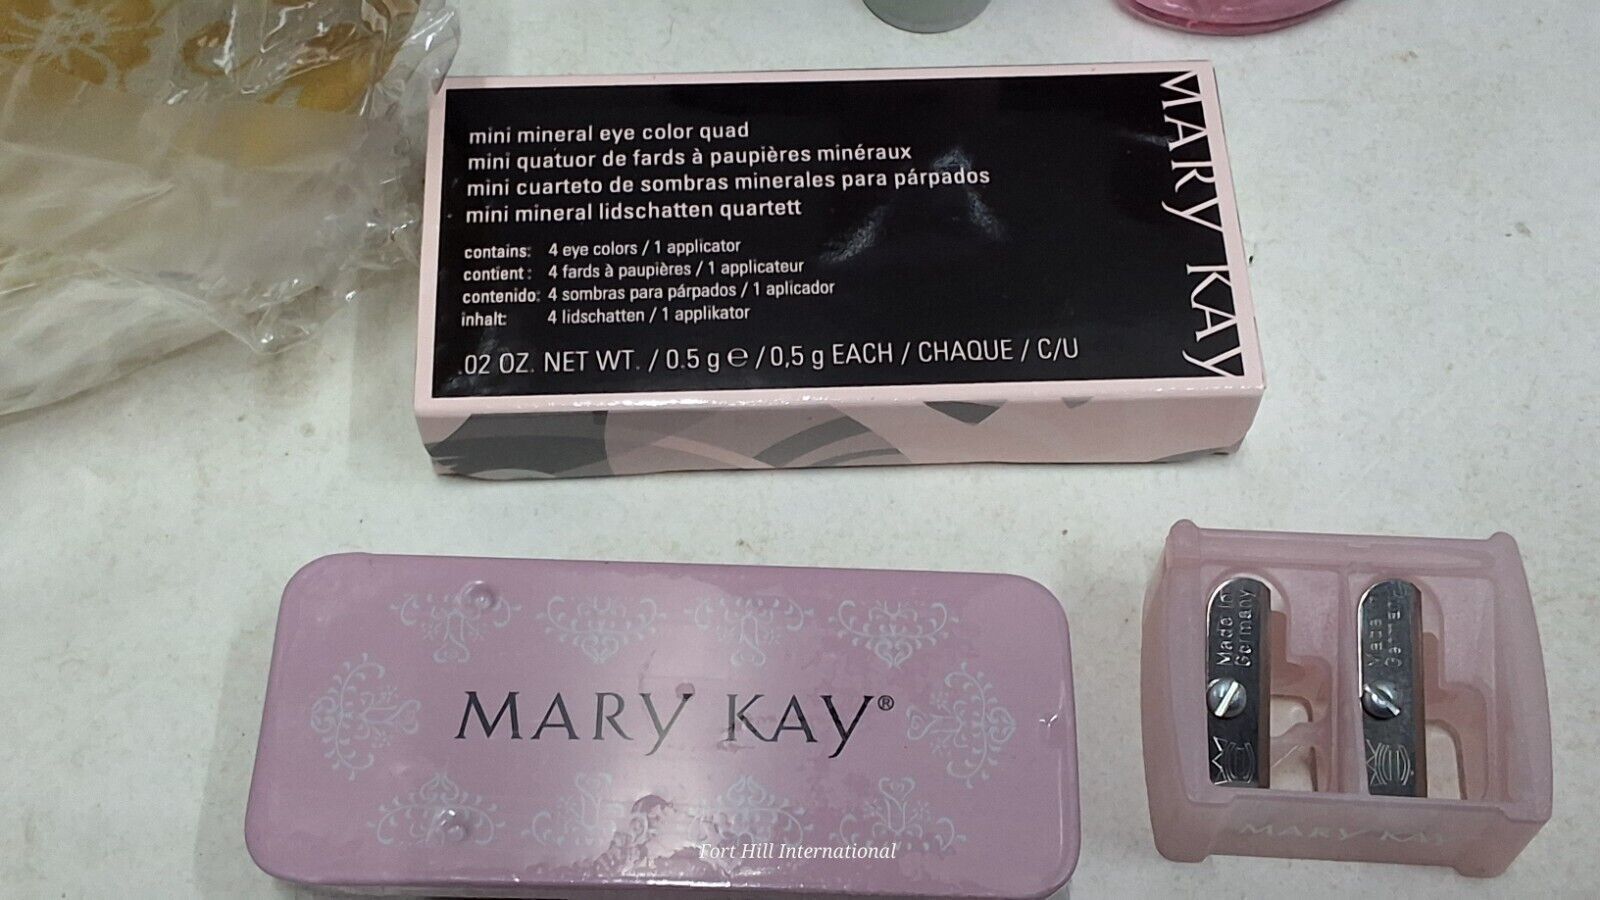 mini mineral eye color quad
mini quatuor de fards à paupières minéraux
mini cuarteto de sombras minerales para párpados
mini mineral lidschatten quartett
contains: 4 eye colors / 1 applicator
contient: 4 fards à paupières / 1 applicateur
contenido: 4 sombras para párpados / 1 aplicador
inhalt: 4 lidschatten / 1 applikator
.02 OZ. NET WT. / 0.5 g ℮ / 0,5 g EACH / CHAQUE / C/U
MARY KAY
MARY KAY®
Made in
Germany
Made
Germany
MARY KAY
Fort Hill International